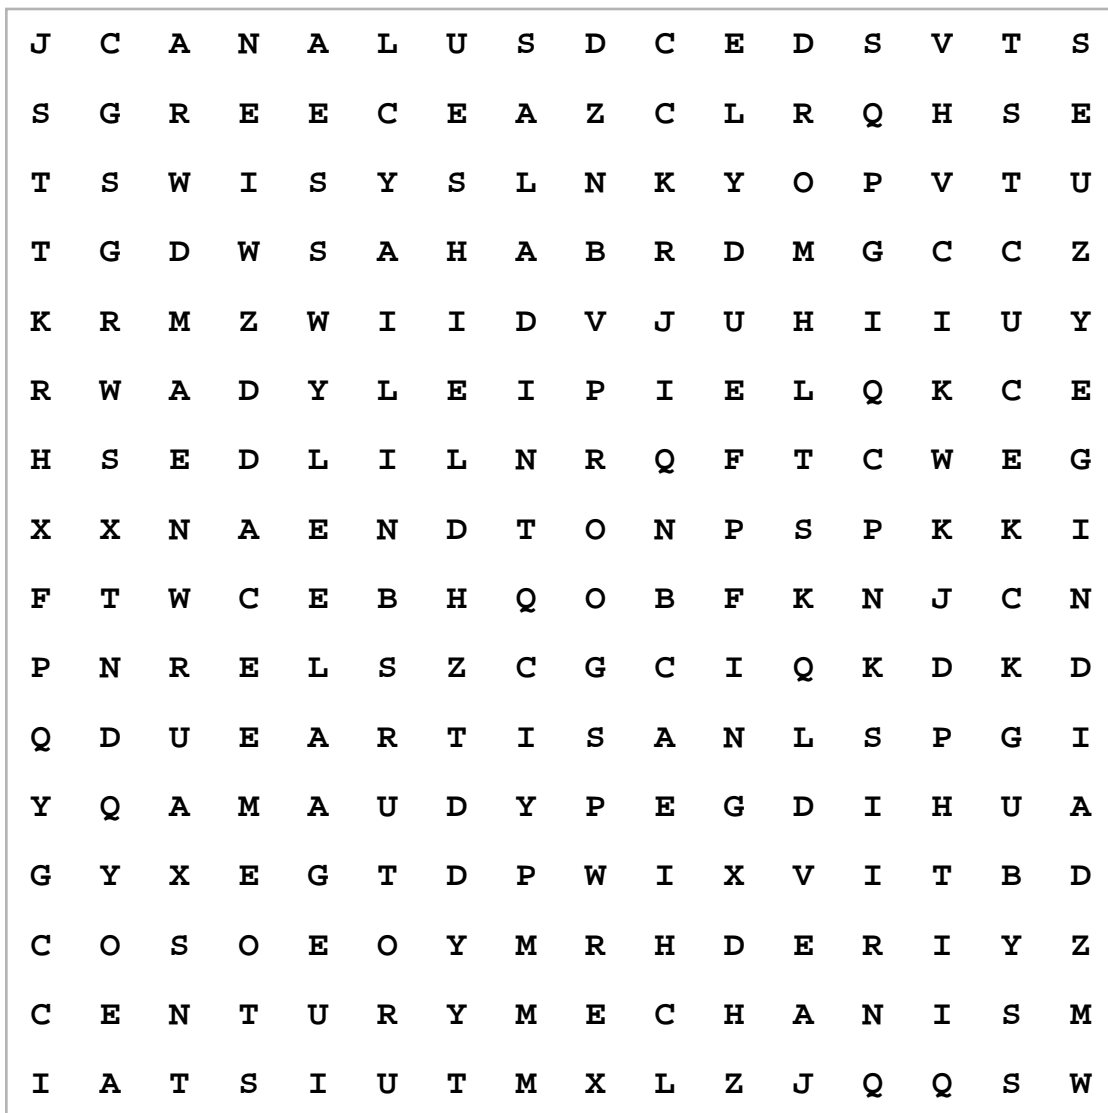 J C A N A L U S D C E D S V T S
S G R E E C E A Z C L R Q H S E
T S W I S Y S L N K Y O P V T U
T G D W S A H A B R D M G C C Z
K R M Z W I I D V J U H I I U Y
R W A D Y L E I P I E L Q K C E
H S E D L I L N R Q F T C W E G
X X N A E N D T O N P S P K K I
F T W C E B H Q O B F K N J C N
P N R E L S Z C G C I Q K D K D
Q D U E A R T I S A N L S P G I
Y Q A M A U D Y P E G D I H U A
G Y X E G T D P W I X V I T B D
C O S O E O Y M R H D E R I Y Z
C E N T U R Y M E C H A N I S M
I A T S I U T M X L Z J Q Q S W